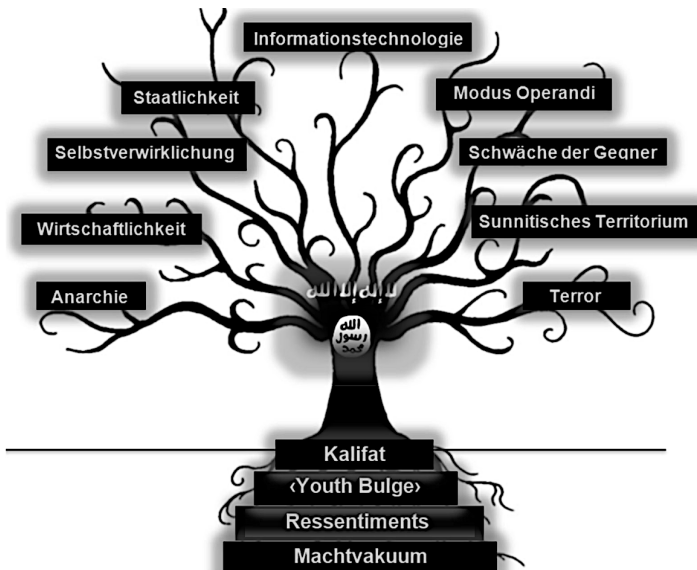 Informationstechnologie
Staatlichkeit
Modus Operandi
Selbstverwirklichung
Schwäche der Gegner
Wirtschaftlichkeit
Sunnitisches Territorium
Anarchie
Terror
لا إله إلا الله
الله
رسول
محمد
Kalifat
‹Youth Bulge›
Ressentiments
Machtvakuum